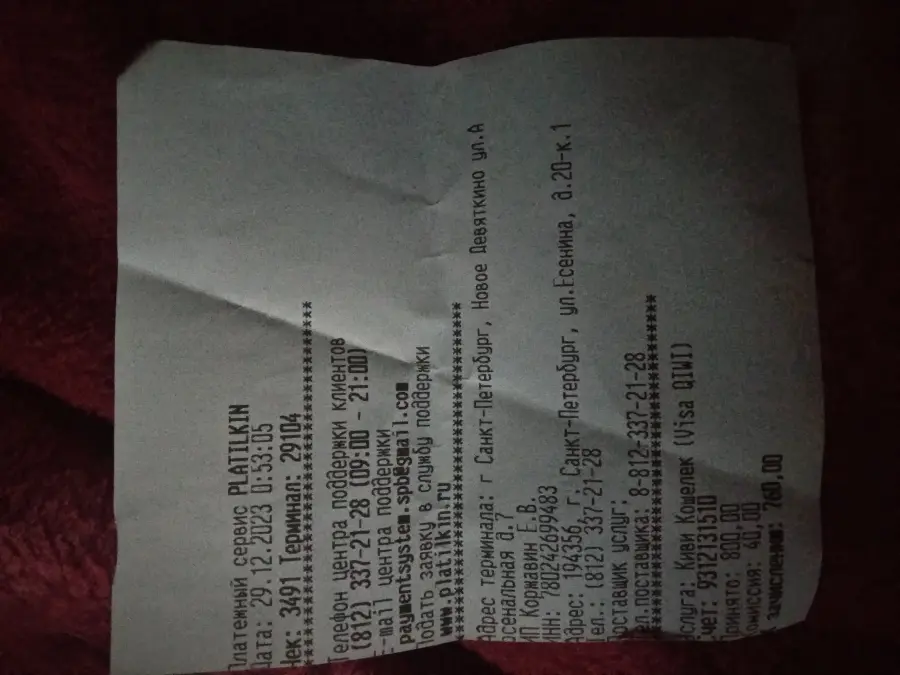 Платежный сервис PLATILKIN
Дата: 29.12.2023 0:53:05
Чек: 3491 Терминал: 29104
*****************************
Телефон центра поддержки клиентов
(812) 337-21-28 (09:00 - 21:00)
E-mail центра поддержки
paymentsystem.spb@gmail.com
Подать заявку в службу поддержки
www.platilkin.ru
*****************************
Адрес терминала: г Санкт-Петербург, Новое Девяткино ул.А
рсенальная д.7
ИП Коржавин Е.В.
ИНН: 780242699483
Адрес: 194356, г. Санкт-Петербург, ул.Есенина, д.20-к.1
Тел.: (812) 337-21-28
Поставщик услуг:
Тел.поставщика: 8-812-337-21-28
*****************************
Услуга: Киви Кошелек (Visa QIWI)
Счет: 9312131510
Принято: 800,00
Комиссия: 40,00
К зачислению: 760,00